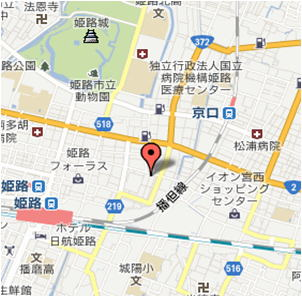 法恩寺
姫路城
姫路公園
姫路市立
動物園
372
独立行政法人国立
病院機構姫路
医療センター
京口
518
松浦病院
姫路
フォーラス
姫路
姫路
219
播但線
イオン宮西
ショッピング
センター
2
ホテル
日航姫路
播磨高
城陽小
516